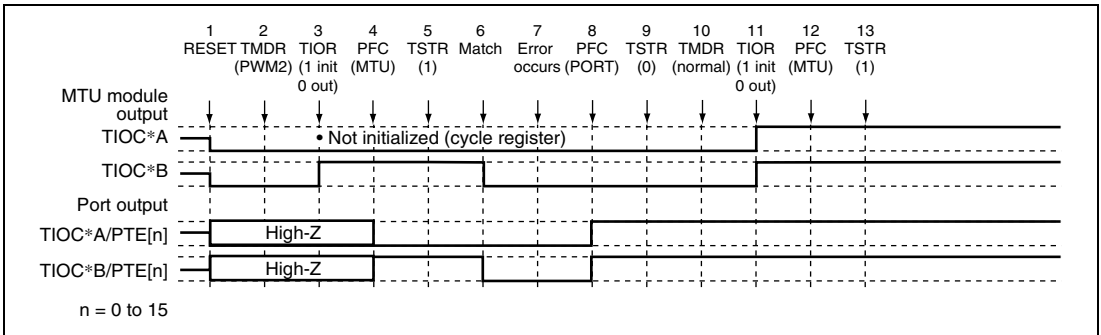 1 2 3 4 5 6 7 8 9 10 11 12 13
RESET TMDR TIOR PFC TSTR Match Error PFC TSTR TMDR TIOR PFC TSTR
(PWM2) (1 init (MTU) (1) occurs (PORT) (0) (normal) (1 init (MTU) (1)
0 out) 0 out)
MTU module
output
TIOC*A
• Not initialized (cycle register)
TIOC*B
Port output
TIOC*A/PTE[n]
High-Z
TIOC*B/PTE[n]
High-Z
n = 0 to 15